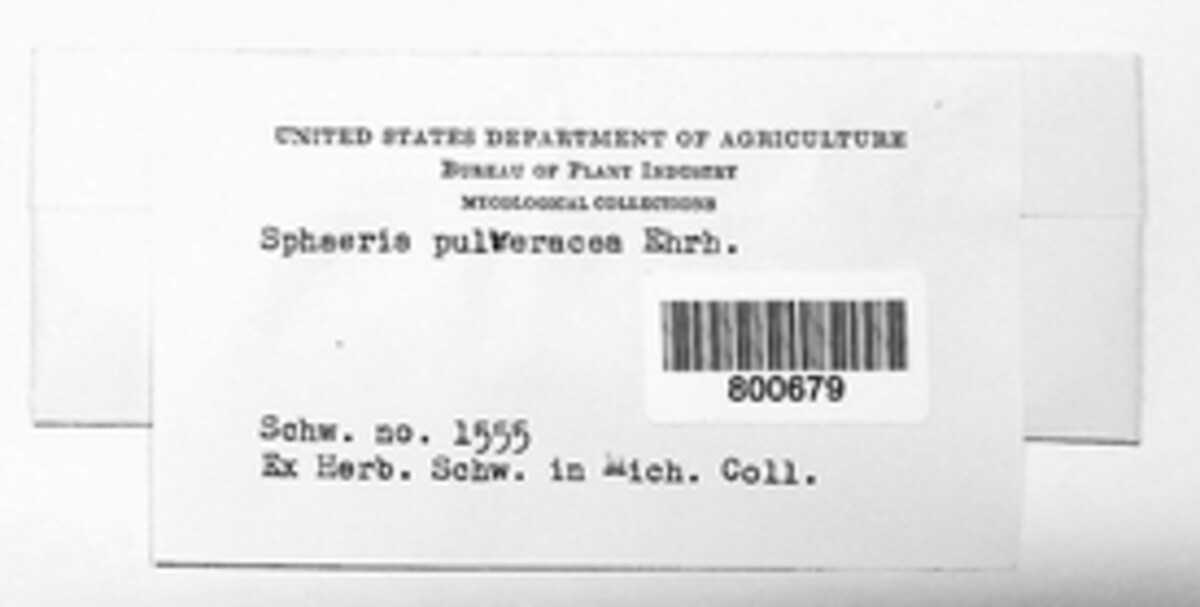 UNITED STATES DEPARTMENT OF AGRICULTURE
BUREAU OF PLANT INDUSTRY
MYCOLOGICAL COLLECTIONS
Sphaeria pulveracea Ehrh.
800679
Schw. no. 1555
Ex Herb. Schw. in Mich. Coll.